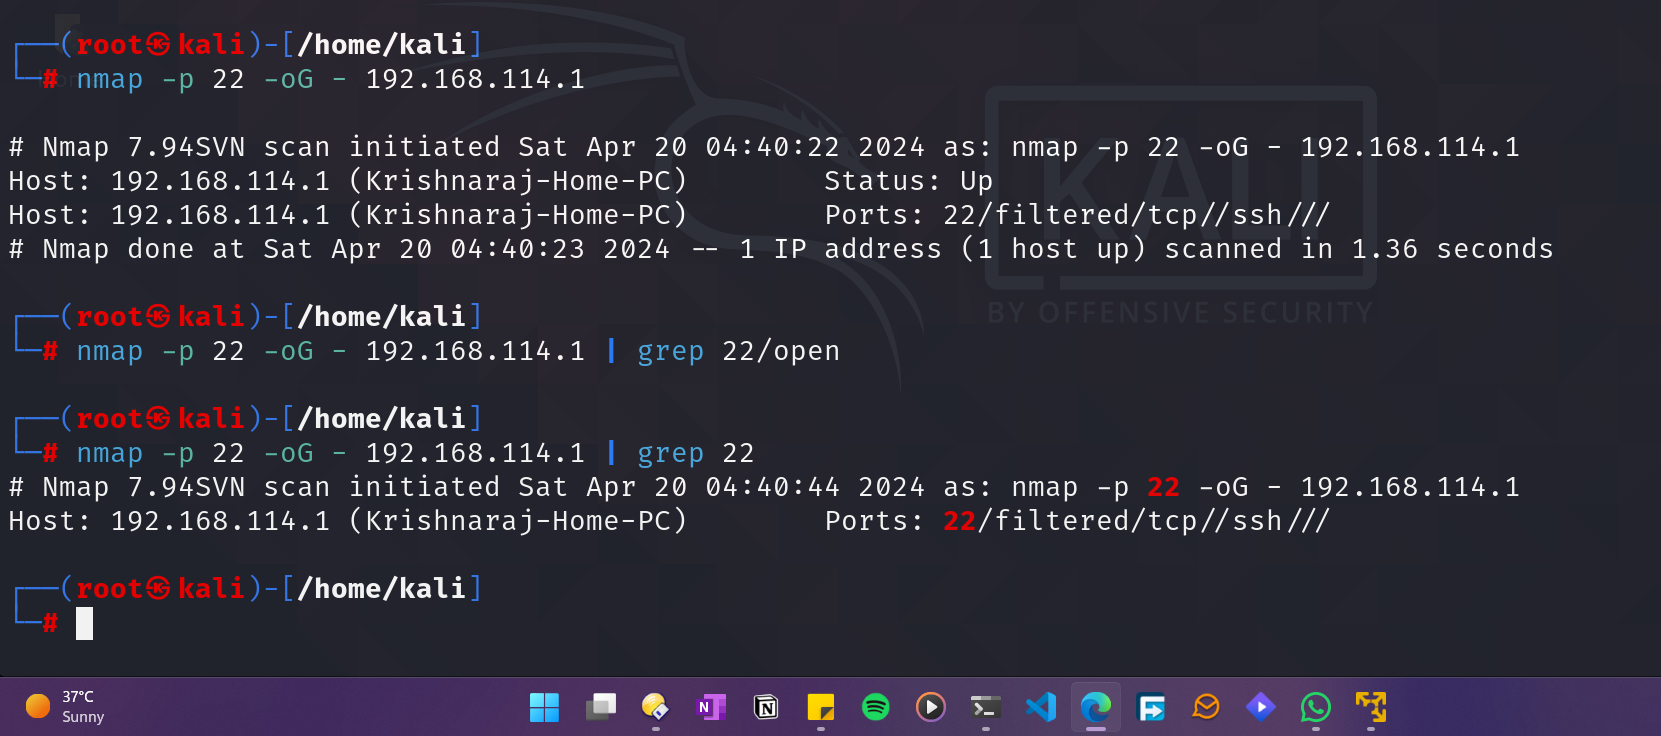 ┌──(root㉿kali)-[/home/kali]
└─# nmap -p 22 -oG - 192.168.114.1
# Nmap 7.94SVN scan initiated Sat Apr 20 04:40:22 2024 as: nmap -p 22 -oG - 192.168.114.1
Host: 192.168.114.1 (Krishnaraj-Home-PC)        Status: Up
Host: 192.168.114.1 (Krishnaraj-Home-PC)        Ports: 22/filtered/tcp//ssh///
# Nmap done at Sat Apr 20 04:40:23 2024 -- 1 IP address (1 host up) scanned in 1.36 seconds
┌──(root㉿kali)-[/home/kali]
└─# nmap -p 22 -oG - 192.168.114.1 | grep 22/open
┌──(root㉿kali)-[/home/kali]
└─# nmap -p 22 -oG - 192.168.114.1 | grep 22
# Nmap 7.94SVN scan initiated Sat Apr 20 04:40:44 2024 as: nmap -p 22 -oG - 192.168.114.1
Host: 192.168.114.1 (Krishnaraj-Home-PC)        Ports: 22/filtered/tcp//ssh///
┌──(root㉿kali)-[/home/kali]
└─#
KALI
BY OFFENSIVE SECURITY
37°C
Sunny